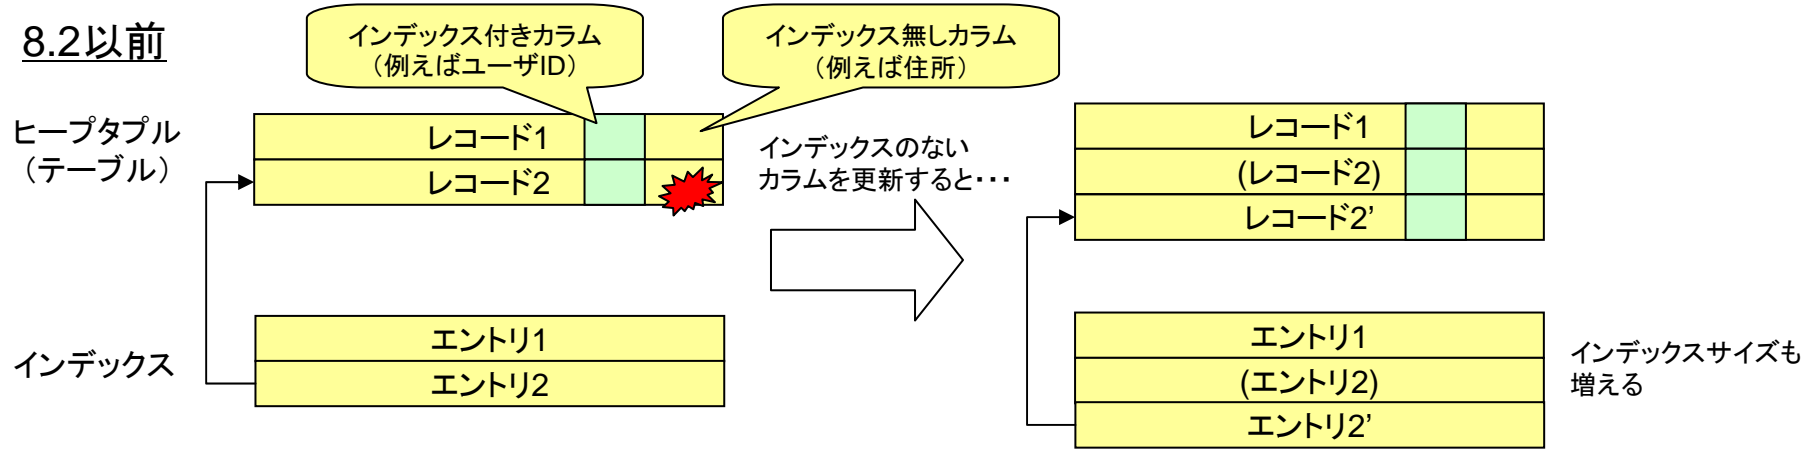 8.2以前
インデックス付きカラム
（例えばユーザID）
インデックス無しカラム
（例えば住所）
ヒープタプル
（テーブル）
レコード1
レコード2
インデックスのない
カラムを更新すると・・・
レコード1
(レコード2)
レコード2’
インデックス
エントリ1
エントリ2
エントリ1
(エントリ2)
エントリ2’
インデックスサイズも
増える